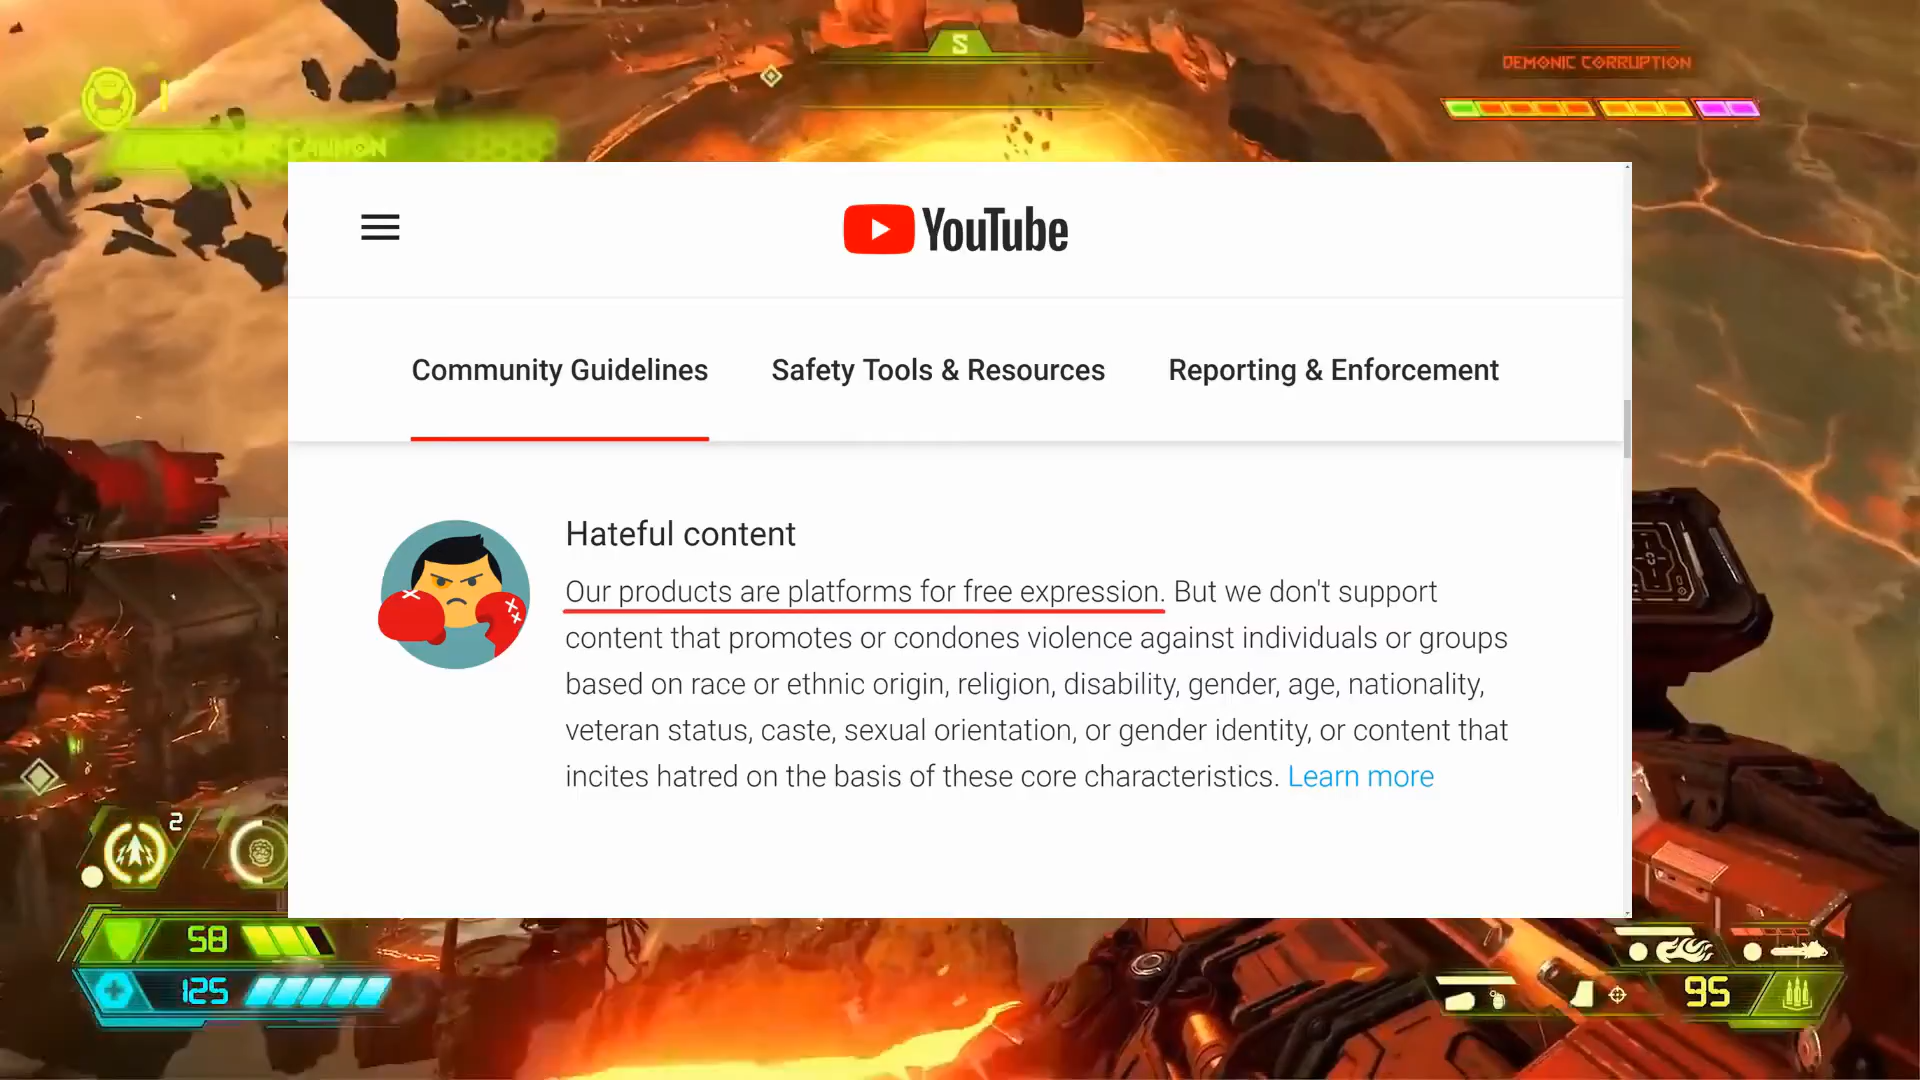 S
DEMONIC CORRUPTION
1
CANNON
YouTube
Community Guidelines
Safety Tools & Resources
Reporting & Enforcement
Hateful content
Our products are platforms for free expression. But we don't support
content that promotes or condones violence against individuals or groups
based on race or ethnic origin, religion, disability, gender, age, nationality,
veteran status, caste, sexual orientation, or gender identity, or content that
incites hatred on the basis of these core characteristics. Learn more
2
58
125
95